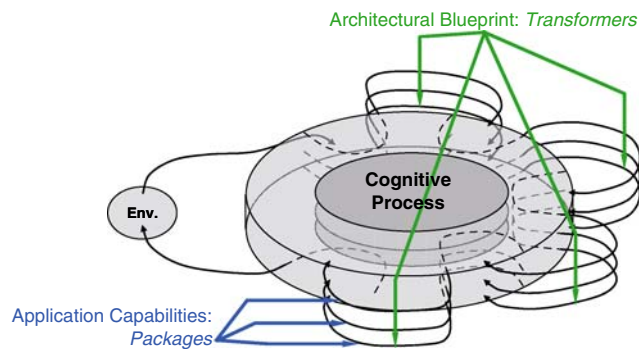 Architectural Blueprint: Transformers
Cognitive
Process
Env.
Application Capabilities:
Packages